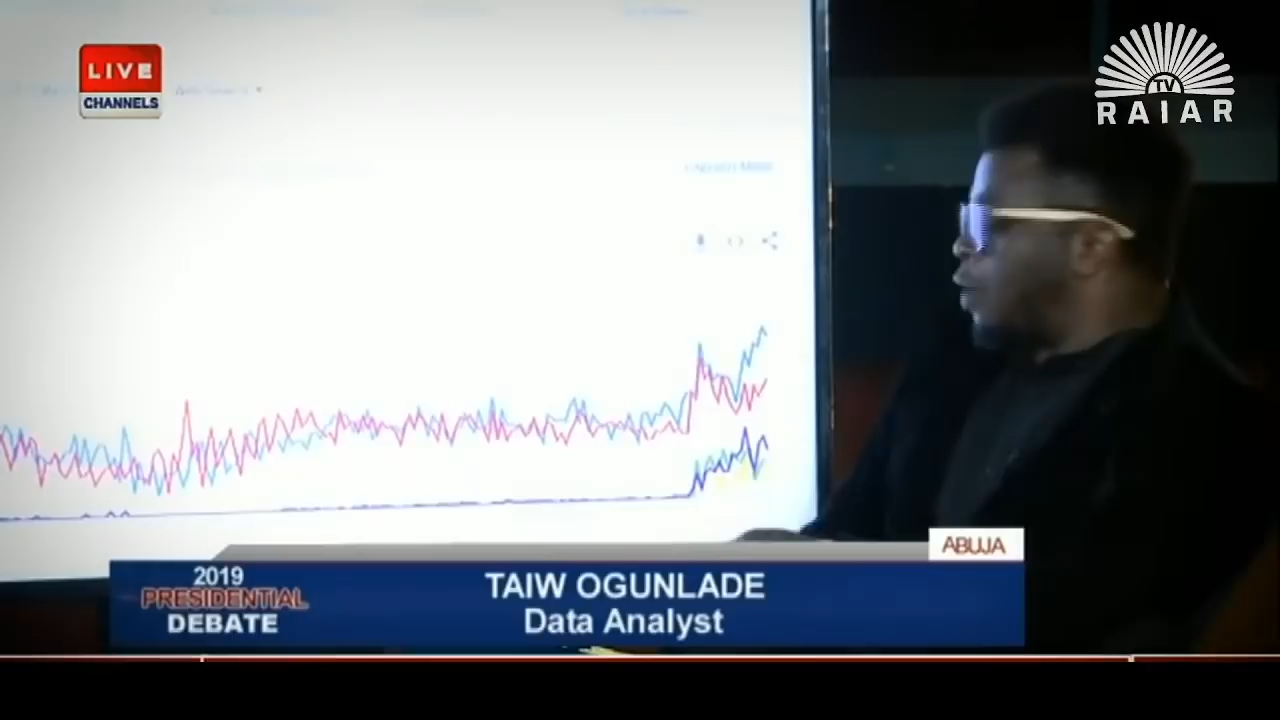 LIVE
CHANNELS
TV
RAIAR
ABUJA
2019
PRESIDENTIAL
DEBATE
TAIW OGUNLADE
Data Analyst